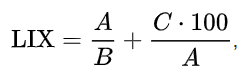 LIX = A/B + C · 100/A,